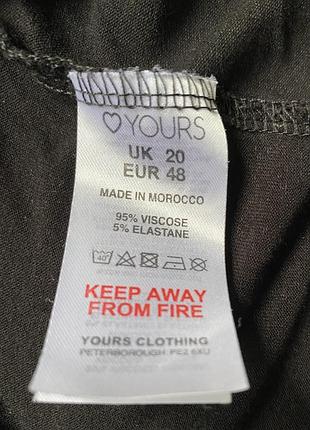 ♡YOURS
UK 20
EUR 48
MADE IN MOROCCO
95% VISCOSE
5% ELASTANE
40°
KEEP AWAY
FROM FIRE
YOURS CLOTHING
PETERBOROUGH PE2 6XU